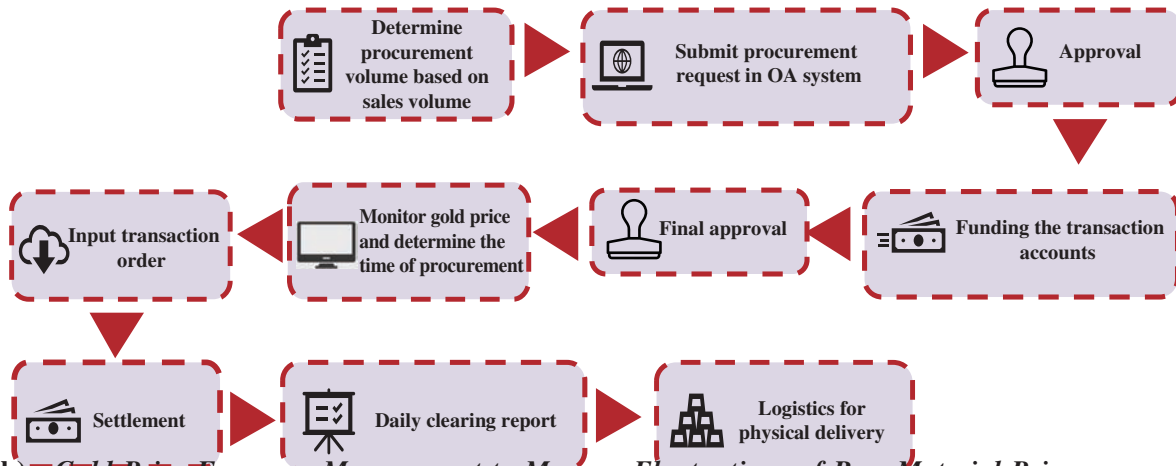 Determine
procurement
volume based on
sales volume
Submit procurement
request in OA system
Approval
Funding the transaction
accounts
Final approval
Monitor gold price
and determine the
time of procurement
Input transaction
order
Settlement
Daily clearing report
Logistics for
physical delivery